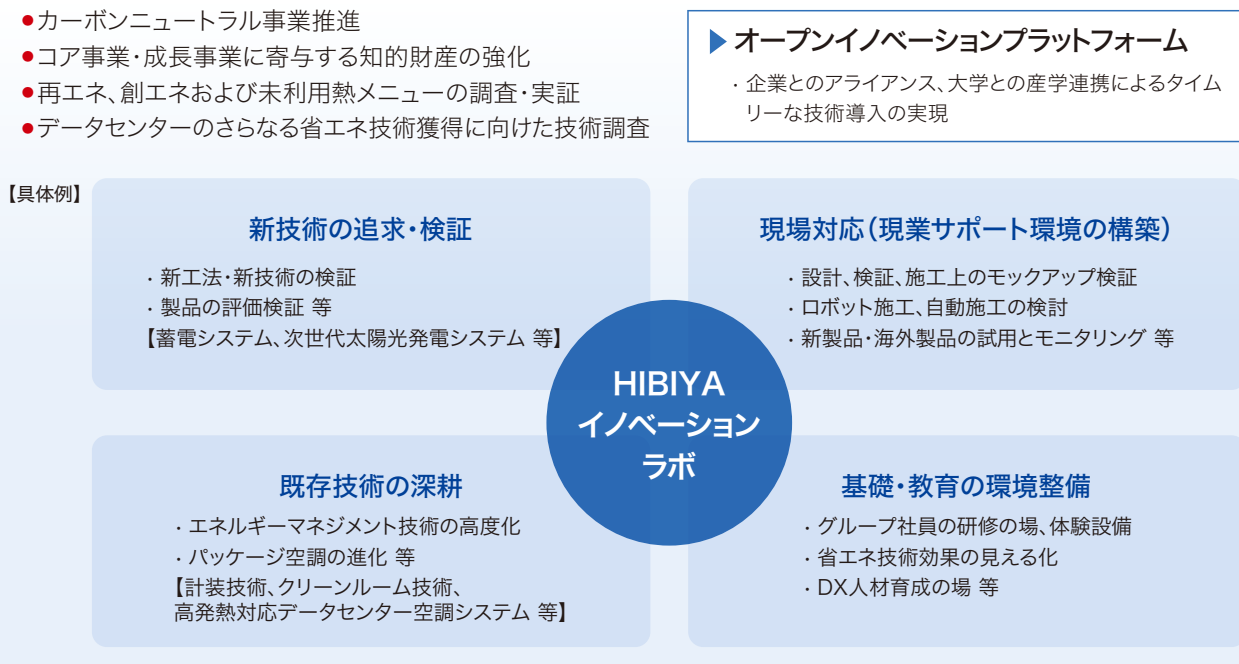 ●カーボンニュートラル事業推進
●コア事業・成長事業に寄与する知的財産の強化
●再エネ、創エネおよび未利用熱メニューの調査・実証
●データセンターのさらなる省エネ技術獲得に向けた技術調査
▶オープンイノベーションプラットフォーム
・企業とのアライアンス、大学との産学連携によるタイム
リーな技術導入の実現
【具体例】
新技術の追求・検証
・新工法・新技術の検証
・製品の評価検証 等
【蓄電システム、次世代太陽光発電システム 等】
現場対応（現業サポート環境の構築）
・設計、検証、施工上のモックアップ検証
・ロボット施工、自動施工の検討
・新製品・海外製品の試用とモニタリング 等
HIBIYA
イノベーション
ラボ
既存技術の深耕
・エネルギーマネジメント技術の高度化
・パッケージ空調の進化 等
【計装技術、クリーンルーム技術、
高発熱対応データセンター空調システム 等】
基礎・教育の環境整備
・グループ社員の研修の場、体験設備
・省エネ技術効果の見える化
・DX人材育成の場 等